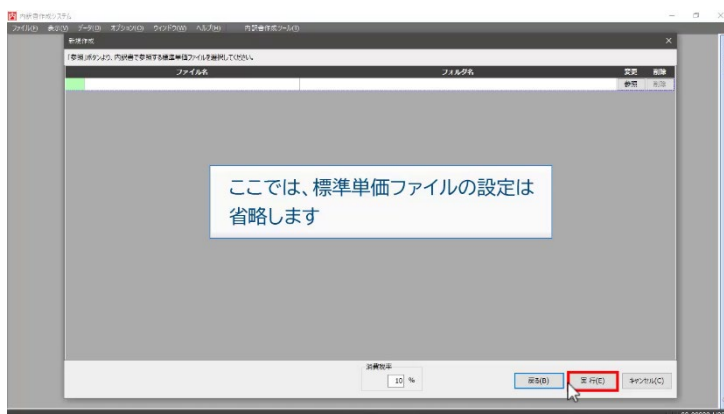 内訳書作成システム
ファイル(F) 表示(V) データ(D) オプション(O) ウィンドウ(W) ヘルプ(H) 内訳書作成ツール(T)
新規作成
「参照」ボタンより、内訳書で参照する標準単価ファイルを選択してください。
ファイル名 フォルダ名 変更 削除
参照 削除
ここでは、標準単価ファイルの設定は
省略します
消費税率
10 %
戻る(B) 実 行(E) キャンセル(C)